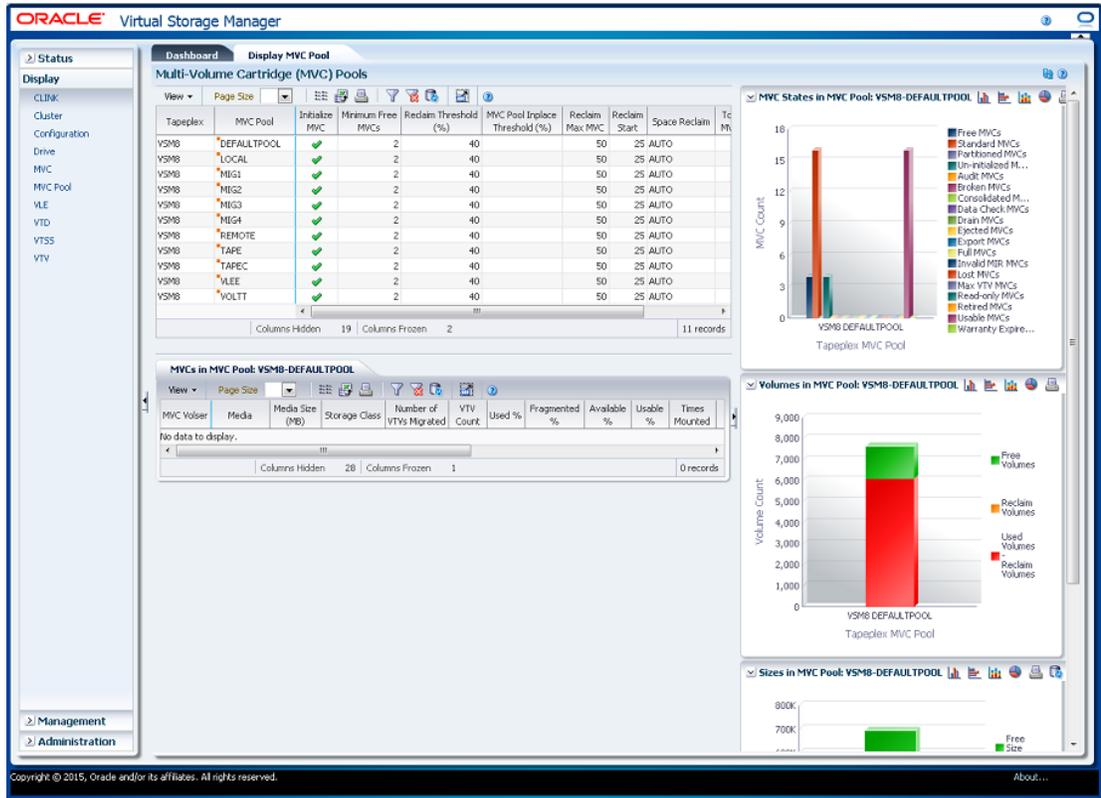 ORACLE Virtual Storage Manager
Status
Display
CLINK
Cluster
Configuration
Drive
MVC
MVC Pool
VLE
VTD
VTSS
VTV
Management
Administration
Dashboard Display MVC Pool
Multi-Volume Cartridge (MVC) Pools
View Page Size
Tapeplex MVC Pool Initialize MVC Minimum Free MVCs Reclaim Threshold (%) MVC Pool Inplace Threshold (%) Reclaim Max MVC Reclaim Start Space Reclaim
VSM8 DEFAULTPOOL 2 40 50 25 AUTO
VSM8 LOCAL 2 40 50 25 AUTO
VSM8 MIG1 2 40 50 25 AUTO
VSM8 MIG2 2 40 50 25 AUTO
VSM8 MIG3 2 40 50 25 AUTO
VSM8 MIG4 2 40 50 25 AUTO
VSM8 REMOTE 2 40 50 25 AUTO
VSM8 TAPE 2 40 50 25 AUTO
VSM8 TAPEC 2 40 50 25 AUTO
VSM8 VLEE 2 40 50 25 AUTO
VSM8 VOLTT 2 40 50 25 AUTO
Columns Hidden 19 Columns Frozen 2 11 records
MVCs in MVC Pool: VSM8-DEFAULTPOOL
View Page Size
MVC Volser Media Media Size (MB) Storage Class Number of VTVs Migrated VTV Count Used % Fragmented % Available % Usable % Times Mounted
No data to display.
Columns Hidden 28 Columns Frozen 1 0 records
MVC States in MVC Pool: VSM8-DEFAULTPOOL
18
15
12
9
6
3
0
MVC Count
VSM8 DEFAULTPOOL
Tapeplex MVC Pool
Free MVCs
Standard MVCs
Partitioned MVCs
Un-initialized M...
Audit MVCs
Broken MVCs
Consolidated M...
Data Check MVCs
Drain MVCs
Ejected MVCs
Export MVCs
Full MVCs
Invalid MIR MVCs
Lost MVCs
Max VTV MVCs
Read-only MVCs
Retired MVCs
Usable MVCs
Warranty Expire...
Volumes in MVC Pool: VSM8-DEFAULTPOOL
9,000
8,000
7,000
6,000
5,000
4,000
3,000
2,000
1,000
0
Volume Count
VSM8 DEFAULTPOOL
Tapeplex MVC Pool
Free Volumes
Reclaim Volumes
Used Volumes - Reclaim Volumes
Sizes in MVC Pool: VSM8-DEFAULTPOOL
800K
700K
Free Size
Copyright © 2015, Oracle and/or its affiliates. All rights reserved.
About...